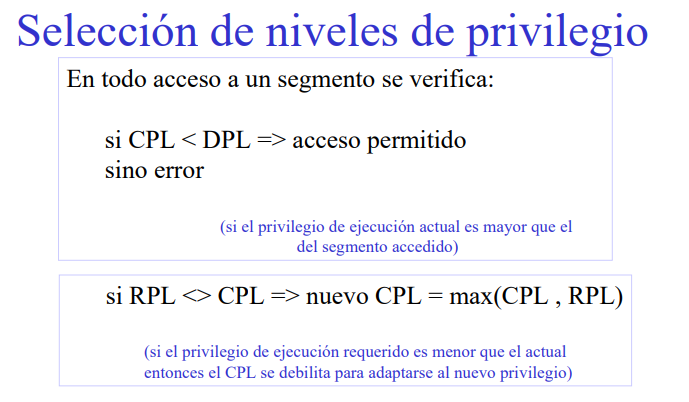 Selección de niveles de privilegio
En todo acceso a un segmento se verifica:
si CPL < DPL => acceso permitido
sino error
(si el privilegio de ejecución actual es mayor que el
del segmento accedido)
si RPL <> CPL => nuevo CPL = max(CPL , RPL)
(si el privilegio de ejecución requerido es menor que el actual
entonces el CPL se debilita para adaptarse al nuevo privilegio)